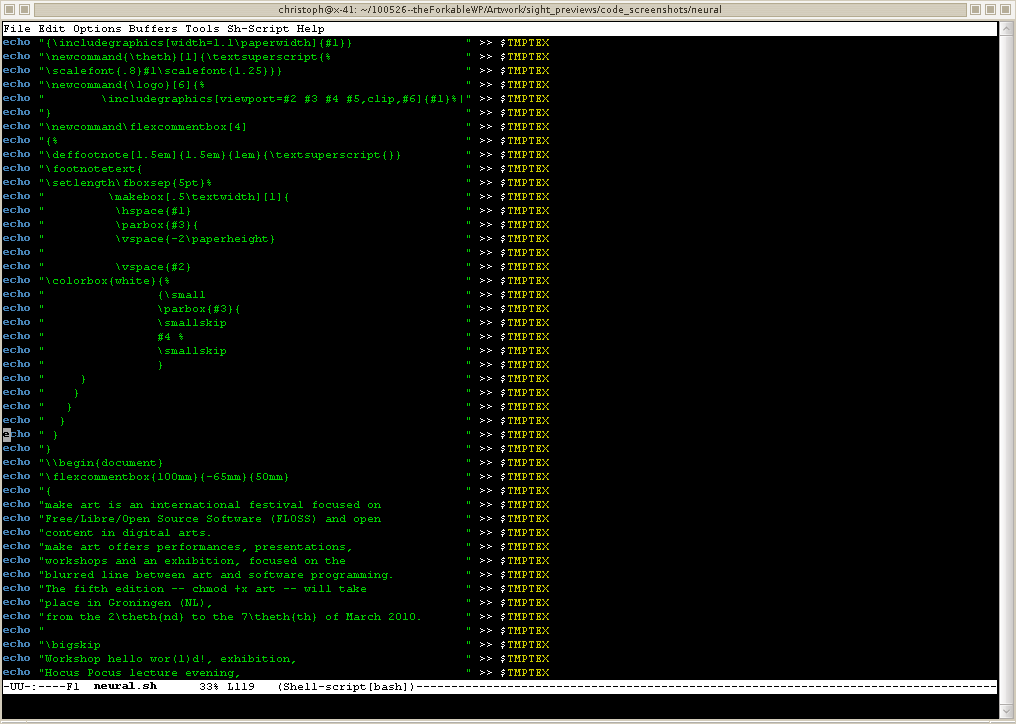 christoph@x-41: ~/100526--theForkableWP/Artwork/sight_previews/code_screenshots/neural
File Edit Options Buffers Tools Sh-Script Help
echo "{\includegraphics[width=1.1\paperwidth]{#1}} " >> $TMPTEX
echo "\newcommand{\theth}[1]{\textsuperscript{% " >> $TMPTEX
echo "\scalefont{.8}#1\scalefont{1.25}}} " >> $TMPTEX
echo "\newcommand{\logo}[6]{% " >> $TMPTEX
echo " \includegraphics[viewport=#2 #3 #4 #5,clip,#6]{#1}%|" >> $TMPTEX
echo "} " >> $TMPTEX
echo "\newcommand\flexcommentbox[4] " >> $TMPTEX
echo "{% " >> $TMPTEX
echo "\deffootnote[1.5em]{1.5em}{1em}{\textsuperscript{}} " >> $TMPTEX
echo "\footnotetext{ " >> $TMPTEX
echo "\setlength\fboxsep{5pt}% " >> $TMPTEX
echo " \makebox[.5\textwidth][l]{ " >> $TMPTEX
echo " \hspace{#1} " >> $TMPTEX
echo " \parbox{#3}{ " >> $TMPTEX
echo " \vspace{-2\paperheight} " >> $TMPTEX
echo " " >> $TMPTEX
echo " \vspace{#2} " >> $TMPTEX
echo "\colorbox{white}{% " >> $TMPTEX
echo " {\small " >> $TMPTEX
echo " \parbox{#3}{ " >> $TMPTEX
echo " \smallskip " >> $TMPTEX
echo " #4 % " >> $TMPTEX
echo " \smallskip " >> $TMPTEX
echo " } " >> $TMPTEX
echo " } " >> $TMPTEX
echo " } " >> $TMPTEX
echo " } " >> $TMPTEX
echo " } " >> $TMPTEX
echo " } " >> $TMPTEX
echo "} " >> $TMPTEX
echo "\\begin{document} " >> $TMPTEX
echo "\flexcommentbox{100mm}{-65mm}{50mm} " >> $TMPTEX
echo "{ " >> $TMPTEX
echo "make art is an international festival focused on " >> $TMPTEX
echo "Free/Libre/Open Source Software (FLOSS) and open " >> $TMPTEX
echo "content in digital arts. " >> $TMPTEX
echo "make art offers performances, presentations, " >> $TMPTEX
echo "workshops and an exhibition, focused on the " >> $TMPTEX
echo "blurred line between art and software programming. " >> $TMPTEX
echo "The fifth edition -- chmod +x art -- will take " >> $TMPTEX
echo "place in Groningen (NL), " >> $TMPTEX
echo "from the 2\theth{nd} to the 7\theth{th} of March 2010. " >> $TMPTEX
echo " " >> $TMPTEX
echo "\bigskip " >> $TMPTEX
echo "Workshop hello wor(l)d!, exhibition, " >> $TMPTEX
echo "Hocus Pocus lecture evening, " >> $TMPTEX
-UU-:----F1 neural.sh 33% L119 (Shell-script[bash])----------------------------------------------------------------------------------